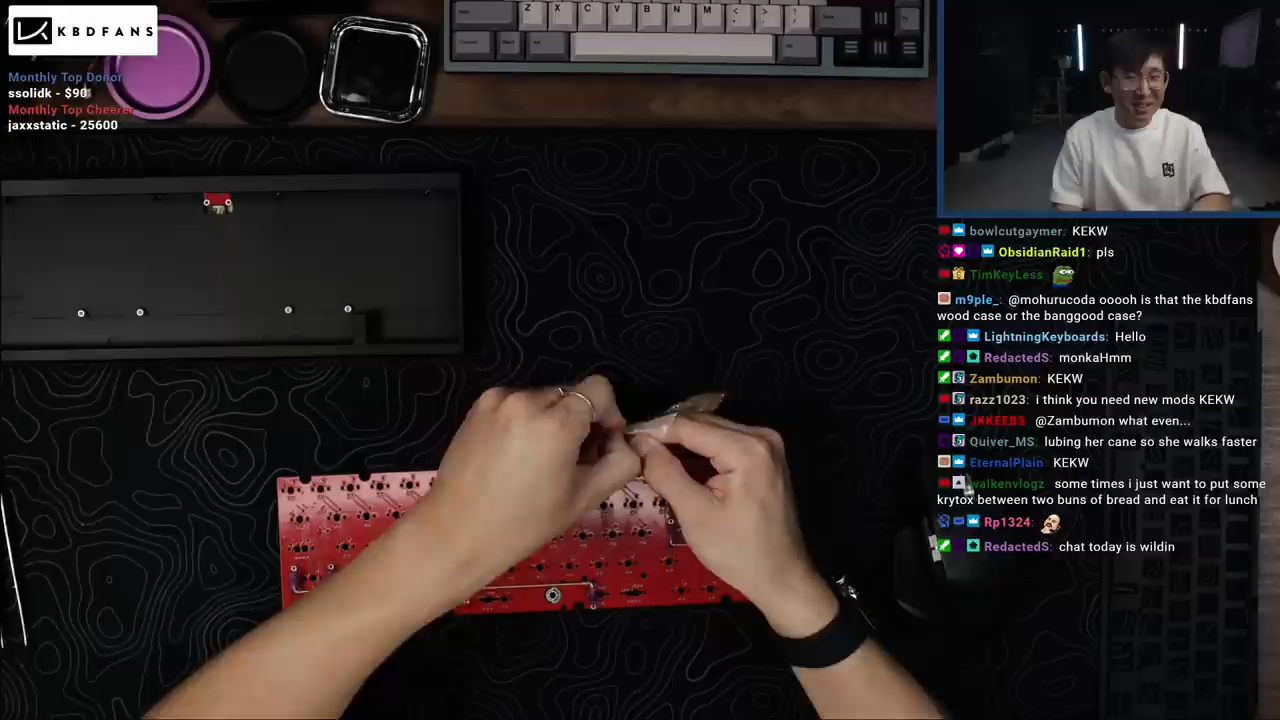 KBDFANS
Monthly Top Donor
ssolidk - $90
Monthly Top Cheerer
jaxxstatic - 25600
Z X C V B N M < , > . ? /
bowlcutgaymer: KEKW
ObsidianRaid1: pls
TimKeyLess:
m9ple_: @mohurucoda ooooh is that the kbdfans
wood case or the banggood case?
LightningKeyboards: Hello
RedactedS: monkaHmm
Zambumon: KEKW
razz1023: i think you need new mods KEKW
JKKEEBS: @Zambumon what even...
Quiver_MS: lubing her cane so she walks faster
EternalPlain: KEKW
walkenvlogz: some times i just want to put some
krytox between two buns of bread and eat it for lunch
Rp1324:
RedactedS: chat today is wildin